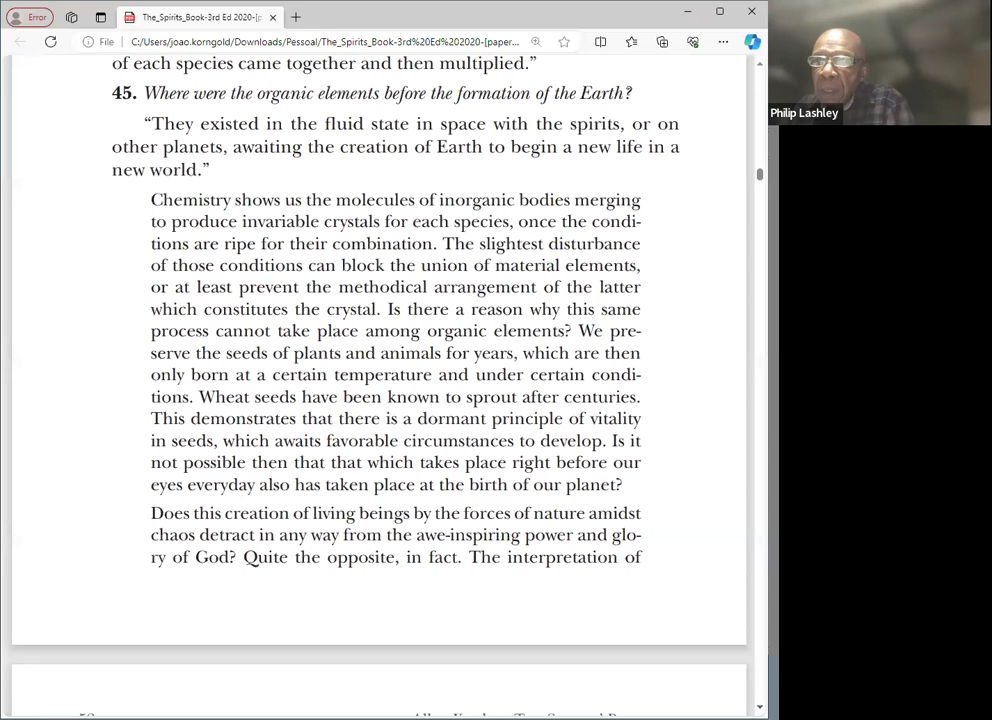 Error
The_Spirits_Book-3rd Ed 2020-[p
File
C:/Users/joao.korngold/Downloads/Pessoal/The_Spirits_Book-3rd%20Ed%202020-[paper...
Philip Lashley
of each species came together and then multiplied.”
45. Where were the organic elements before the formation of the Earth?
“They existed in the fluid state in space with the spirits, or on
other planets, awaiting the creation of Earth to begin a new life in a
new world.”
Chemistry shows us the molecules of inorganic bodies merging
to produce invariable crystals for each species, once the condi-
tions are ripe for their combination. The slightest disturbance
of those conditions can block the union of material elements,
or at least prevent the methodical arrangement of the latter
which constitutes the crystal. Is there a reason why this same
process cannot take place among organic elements? We pre-
serve the seeds of plants and animals for years, which are then
only born at a certain temperature and under certain condi-
tions. Wheat seeds have been known to sprout after centuries.
This demonstrates that there is a dormant principle of vitality
in seeds, which awaits favorable circumstances to develop. Is it
not possible then that that which takes place right before our
eyes everyday also has taken place at the birth of our planet?
Does this creation of living beings by the forces of nature amidst
chaos detract in any way from the awe-inspiring power and glo-
ry of God? Quite the opposite, in fact. The interpretation of